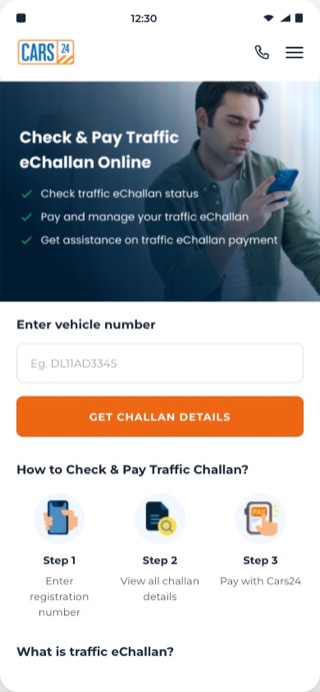 12:30
CARS 24
Check & Pay Traffic
eChallan Online
Check traffic eChallan status
Pay and manage your traffic eChallan
Get assistance on traffic eChallan payment
Enter vehicle number
Eg. DL11AD3345
GET CHALLAN DETAILS
How to Check & Pay Traffic Challan?
PAY
Step 1
Step 2
Step 3
Enter
registration
number
View all challan
details
Pay with Cars24
What is traffic eChallan?